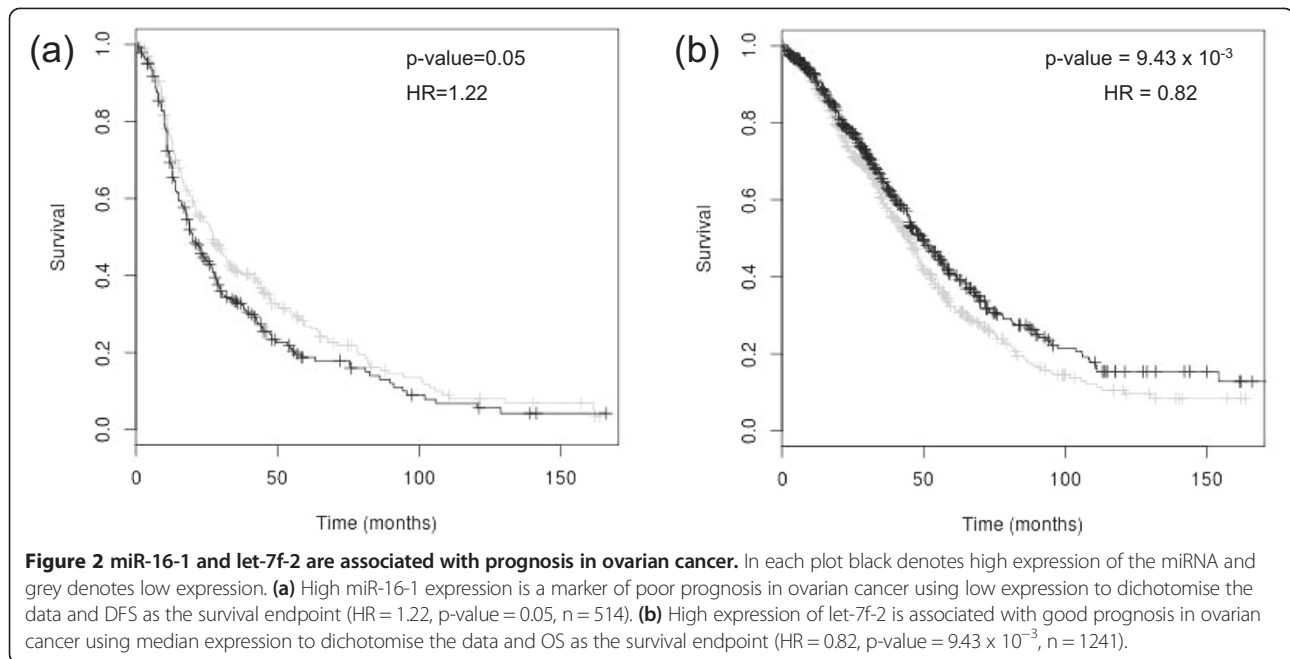 (a)
p-value=0.05
HR=1.22
Survival
1.0
0.8
0.6
0.4
0.2
0.0
0
50
100
150
Time (months)
(b)
p-value = 9.43 x 10⁻³
HR = 0.82
Survival
1.0
0.8
0.6
0.4
0.2
0.0
0
50
100
150
Time (months)
Figure 2 miR-16-1 and let-7f-2 are associated with prognosis in ovarian cancer. In each plot black denotes high expression of the miRNA and
grey denotes low expression. (a) High miR-16-1 expression is a marker of poor prognosis in ovarian cancer using low expression to dichotomise the
data and DFS as the survival endpoint (HR = 1.22, p-value = 0.05, n = 514). (b) High expression of let-7f-2 is associated with good prognosis in ovarian
cancer using median expression to dichotomise the data and OS as the survival endpoint (HR = 0.82, p-value = 9.43 x 10⁻³, n = 1241).